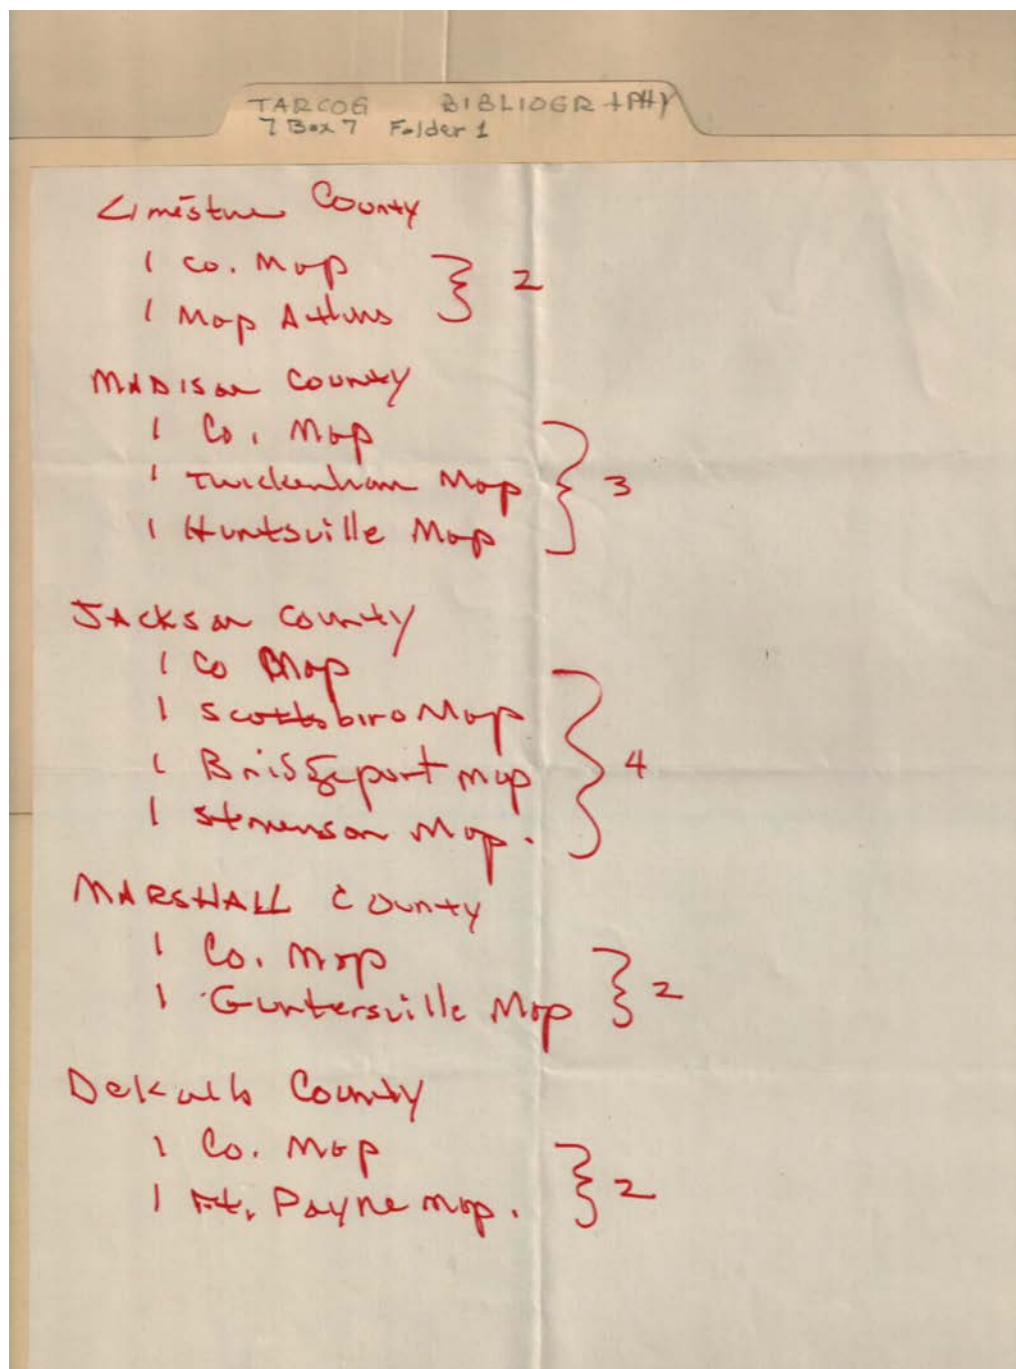 TARCOG BIBLIOGRAPHY
7 Box 7 Folder 1
Limestone County
1 Co. Map
1 Map Athens } 2
Madison County
1 Co. Map
1 Twickenham Map } 3
1 Huntsville Map
Jackson County
1 Co Map
1 Scottsboro Map
1 Bridgeport Map } 4
1 Stevenson Map.
MARSHALL County
1 Co. Map
1 Guntersville Map } 2
Dekalb County
1 Co. Map
1 Ft. Payne Map. } 2